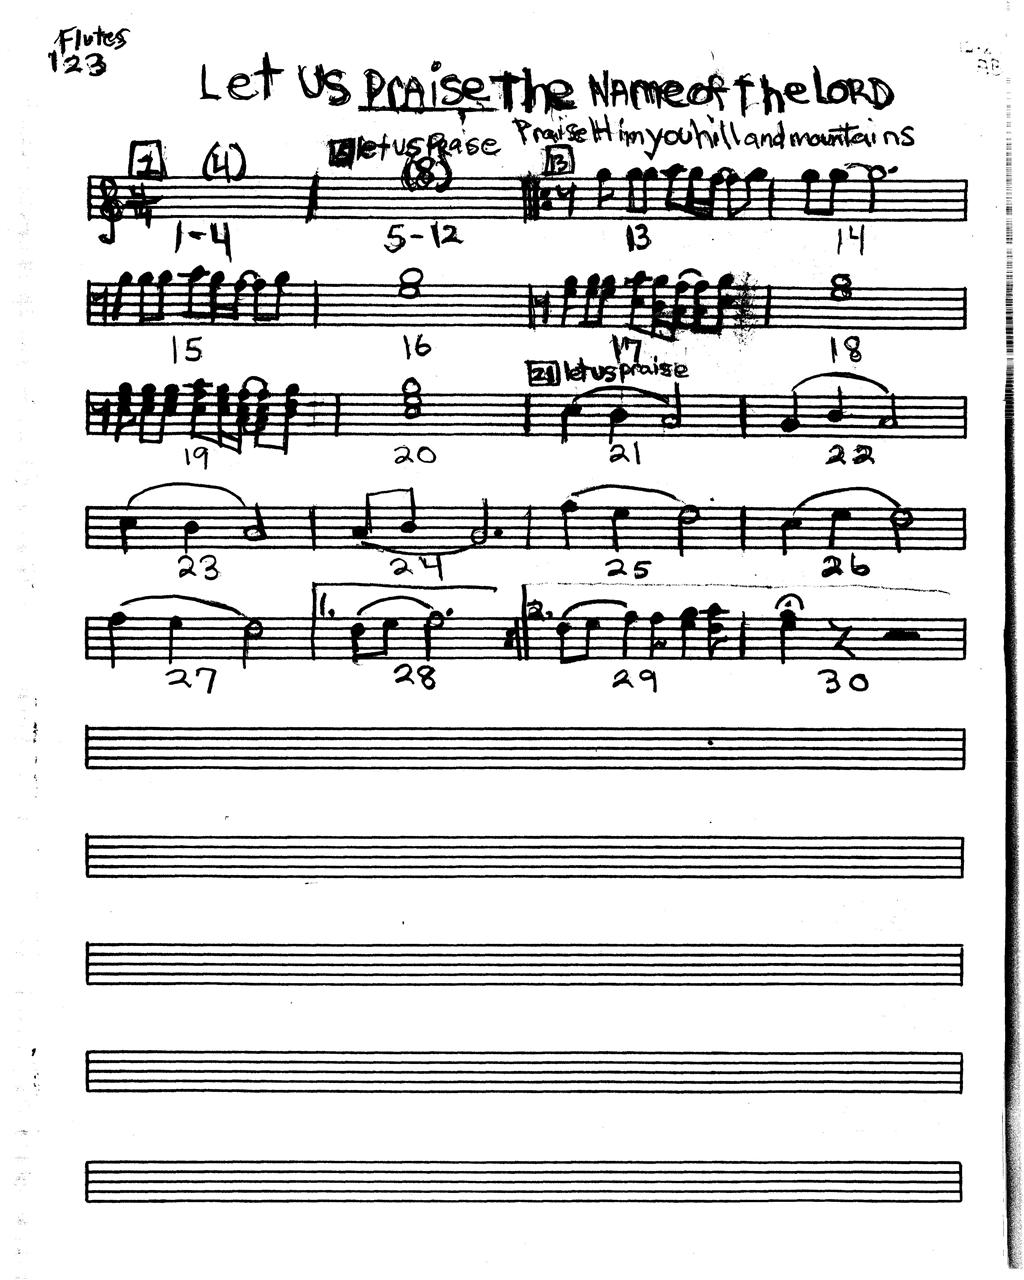 Flutes
123
Let Us Praise The Name of The LORD
5 let us Praise Praise Him you hill and mountains
1 (4) (8) 13
1-4 5-12 13 14
15 16 17 18
21 let us praise
19 20 21 22
23 24 25 26
1. 2.
27 28 29 30